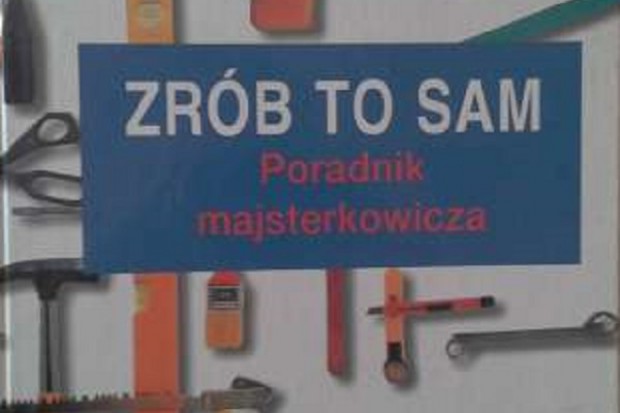 ZRÓB TO SAM
Poradnik
majsterkowicza